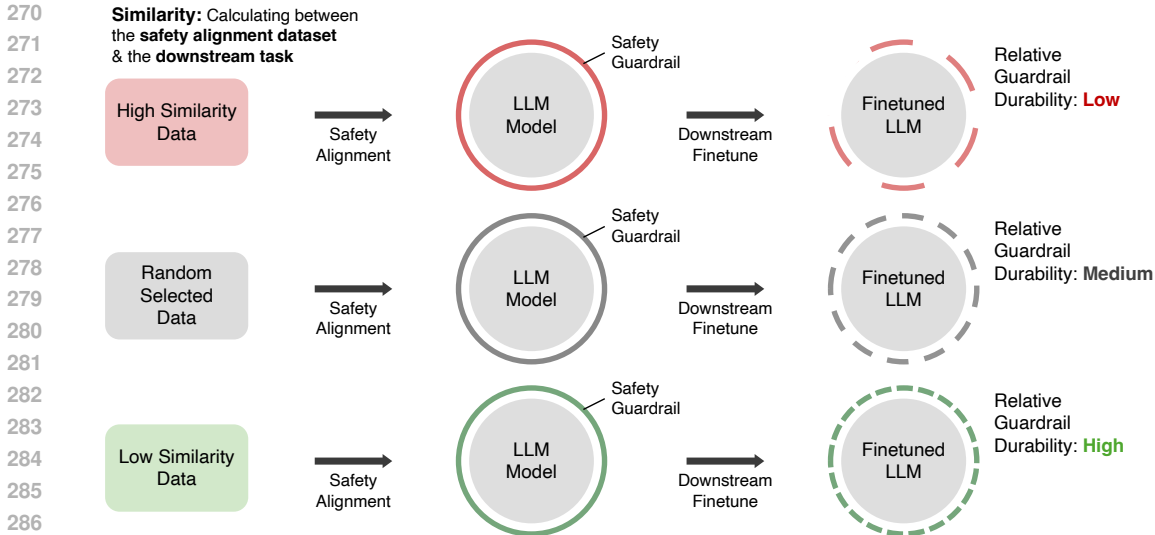 270
271
272
273
274
275
276
277
278
279
280
281
282
283
284
285
286
Similarity: Calculating between
the safety alignment dataset
& the downstream task
High Similarity
Data
Safety
Alignment
LLM
Model
Safety
Guardrail
Downstream
Finetune
Finetuned
LLM
Relative
Guardrail
Durability: Low
Random
Selected
Data
Safety
Alignment
LLM
Model
Safety
Guardrail
Downstream
Finetune
Finetuned
LLM
Relative
Guardrail
Durability: Medium
Low Similarity
Data
Safety
Alignment
LLM
Model
Safety
Guardrail
Downstream
Finetune
Finetuned
LLM
Relative
Guardrail
Durability: High